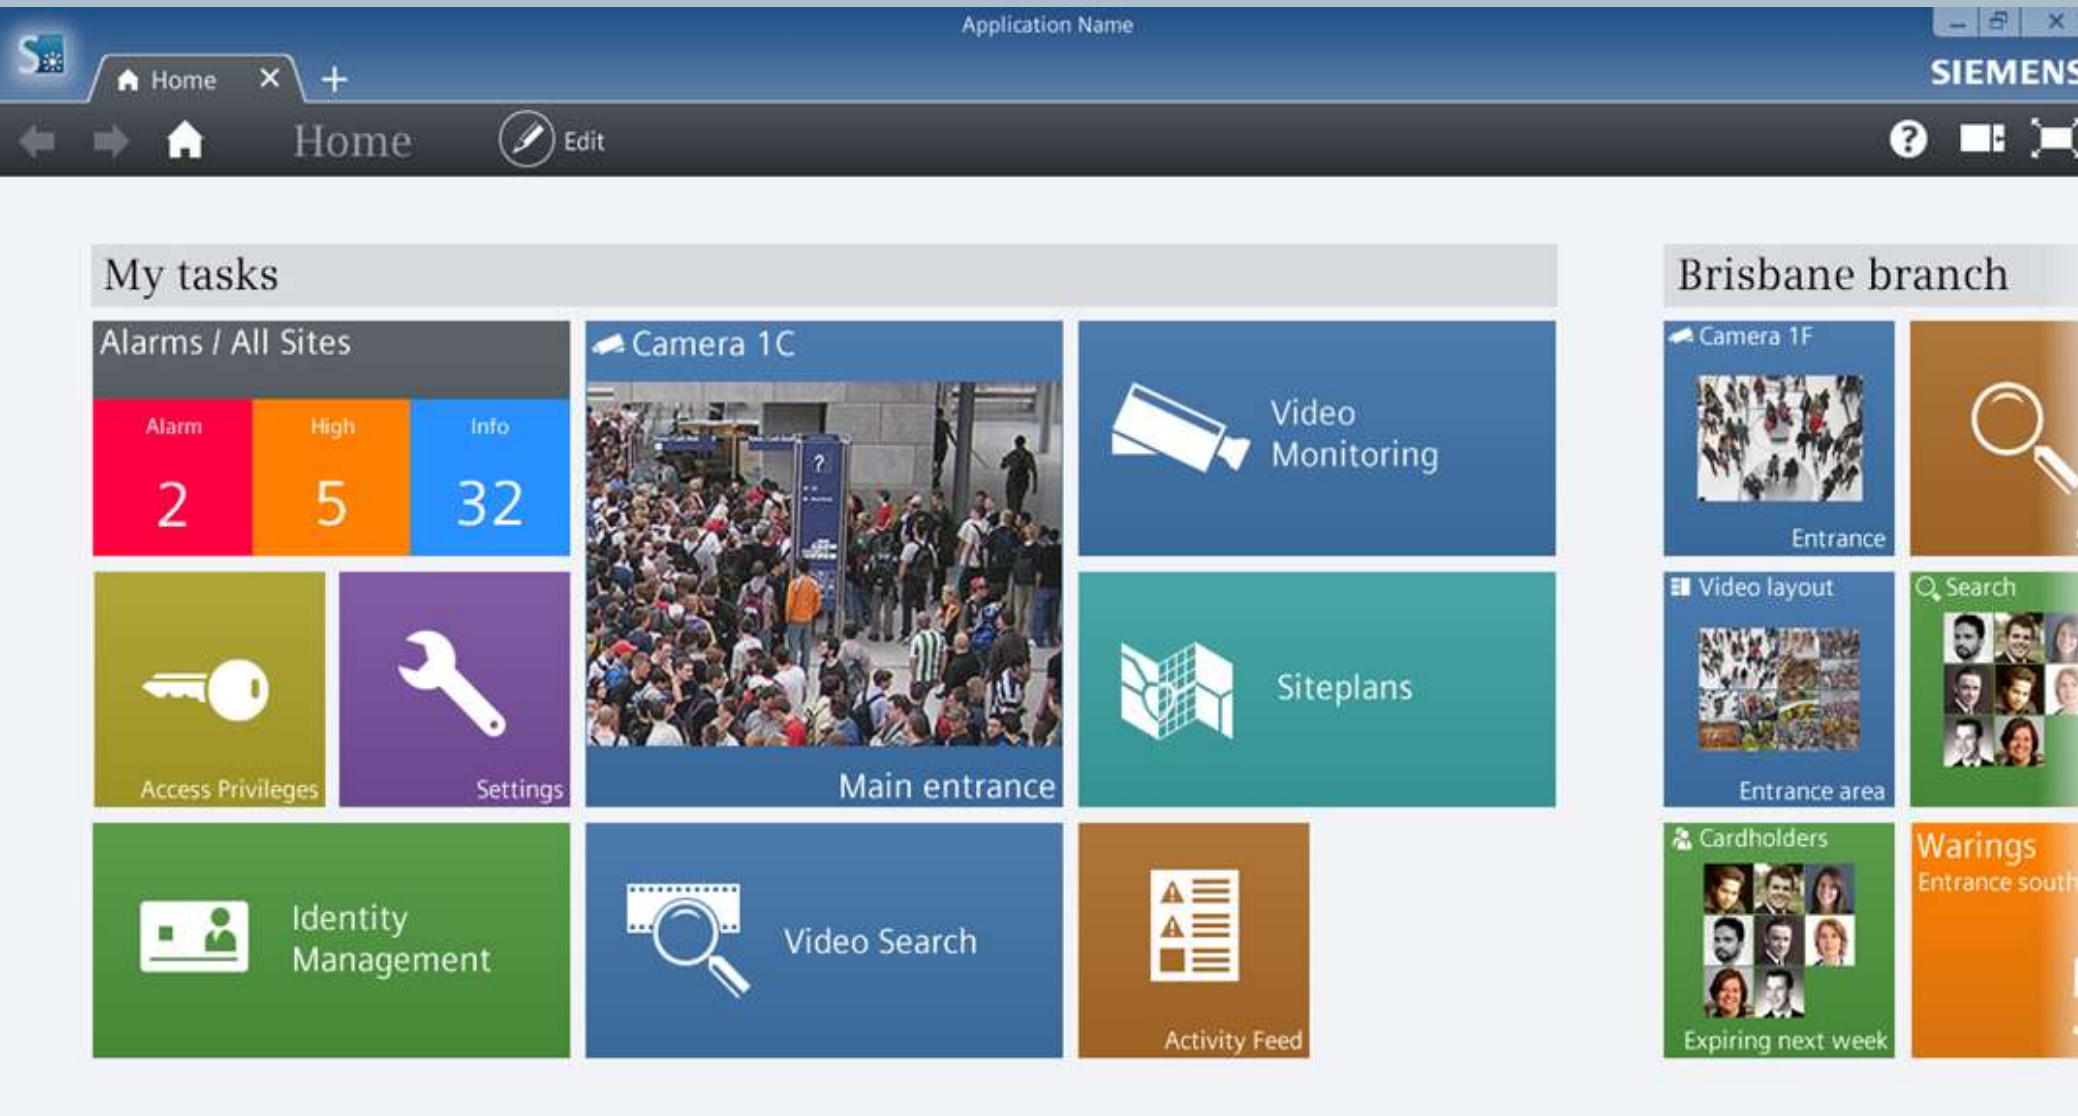 Application Name
SIEMENS
Home
Home
Edit
?
My tasks
Alarms / All Sites
Alarm
High
Info
2
5
32
Camera 1C
?
Main entrance
Video
Monitoring
Access Privileges
Settings
Siteplans
Identity
Management
Video Search
Activity Feed
Brisbane branch
Camera 1F
Entrance
Video layout
Entrance area
Search
Cardholders
Expiring next week
Warings
Entrance south